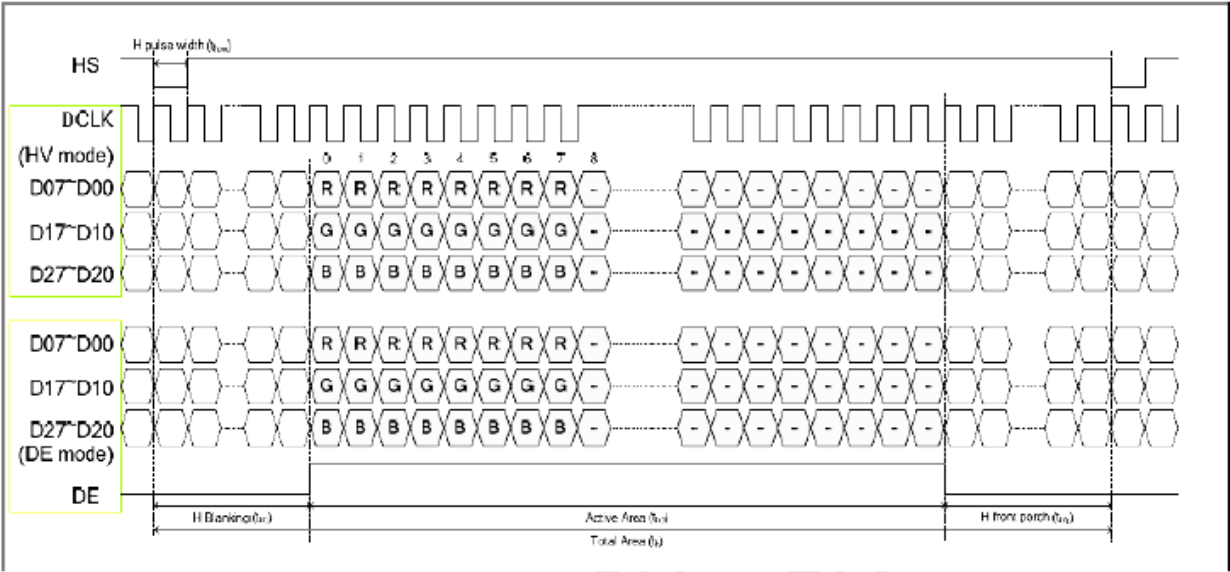 H pulse width (thpw)
HS
DCLK
(HV mode)
0 1 2 3 4 5 6 7 8
D07~D00 R R R R R R R R - - - - - - - - -
D17~D10 G G G G G G G G - - - - - - - - -
D27~D20 B B B B B B B B - - - - - - - - -
D07~D00 R R R R R R R R - - - - - - - - -
D17~D10 G G G G G G G G - - - - - - - - -
D27~D20 B B B B B B B B - - - - - - - - -
(DE mode)
DE
H Blanking Active Area H front porch
Total Area